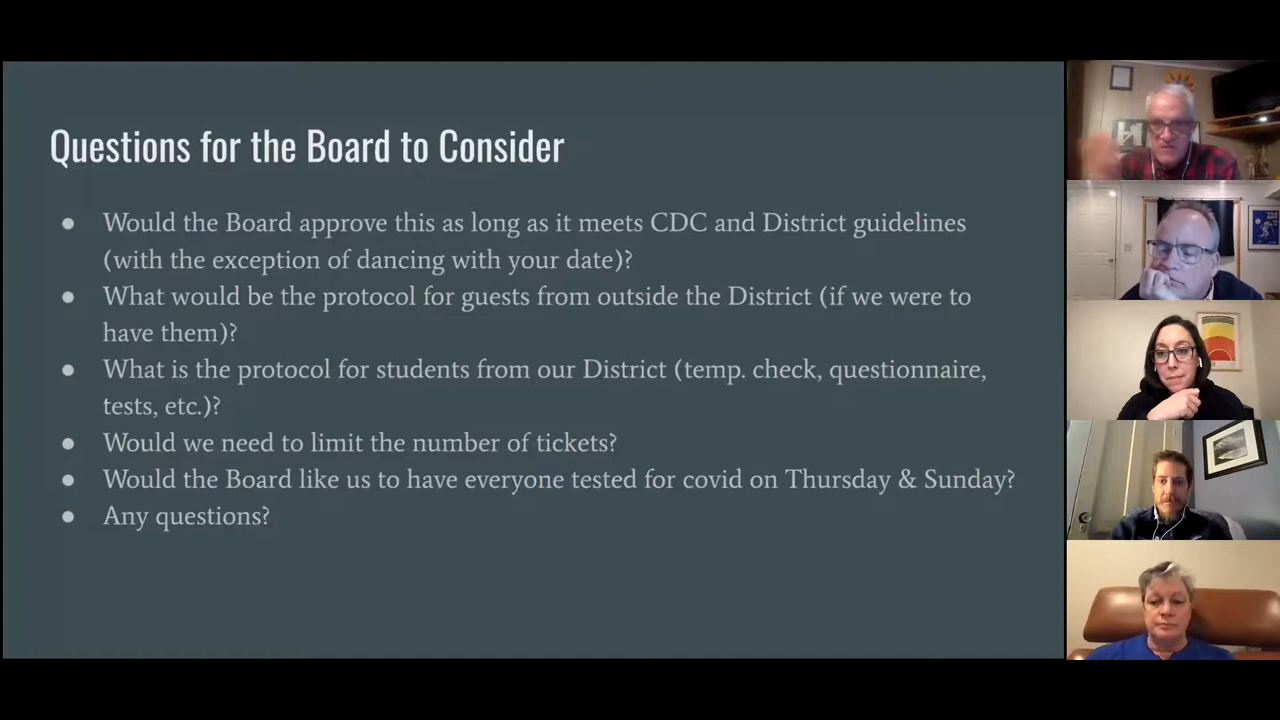 Questions for the Board to Consider
● Would the Board approve this as long as it meets CDC and District guidelines
(with the exception of dancing with your date)?
● What would be the protocol for guests from outside the District (if we were to
have them)?
● What is the protocol for students from our District (temp. check, questionnaire,
tests, etc.)?
● Would we need to limit the number of tickets?
● Would the Board like us to have everyone tested for covid on Thursday & Sunday?
● Any questions?